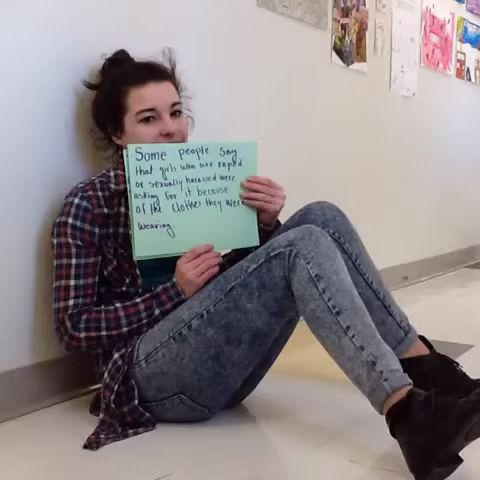 Some people say
that girls who are rap'd
or sexually harassed were
asking for it because
of the clothes they were
wearing